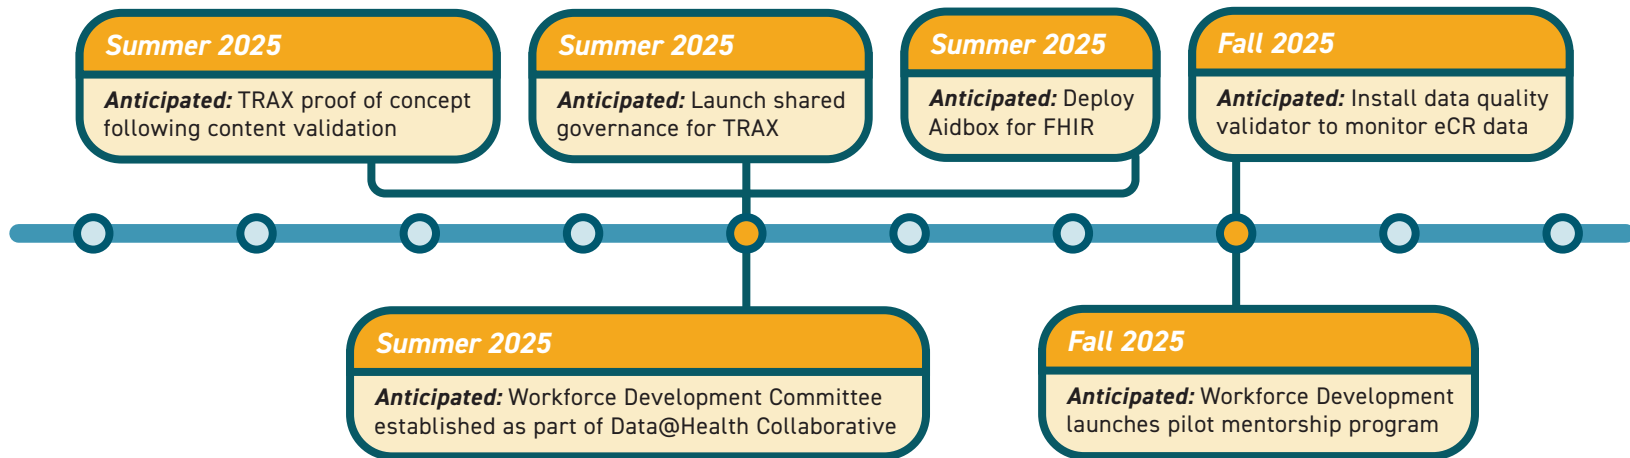 Summer 2025
Anticipated: TRAX proof of concept
following content validation
Summer 2025
Anticipated: Launch shared
governance for TRAX
Summer 2025
Anticipated: Deploy
Aidbox for FHIR
Fall 2025
Anticipated: Install data quality
validator to monitor eCR data
Summer 2025
Anticipated: Workforce Development Committee
established as part of Data@Health Collaborative
Fall 2025
Anticipated: Workforce Development
launches pilot mentorship program